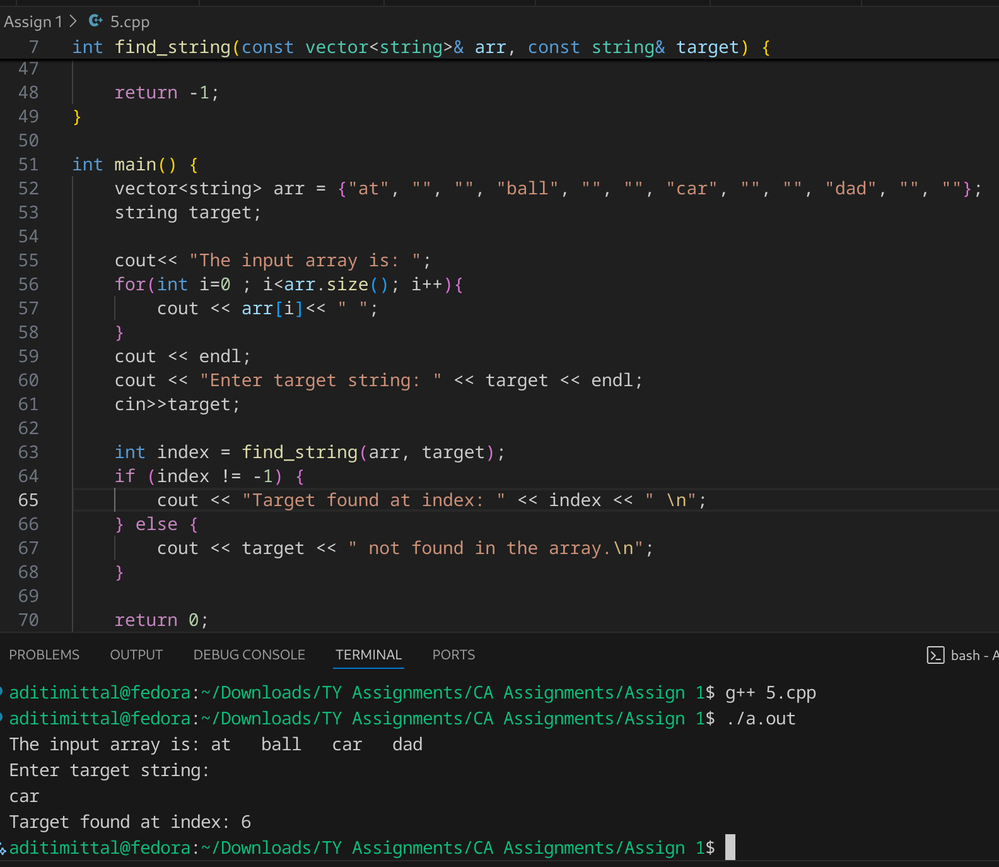 Assign 1 > 5.cpp
7 int find_string(const vector<string>& arr, const string& target) {
47
48 return -1;
49 }
50
51 int main() {
52 vector<string> arr = {"at", "", "", "ball", "", "", "car", "", "", "dad", "", ""};
53 string target;
54
55 cout<< "The input array is: ";
56 for(int i=0 ; i<arr.size(); i++){
57 cout << arr[i]<< " ";
58 }
59 cout << endl;
60 cout << "Enter target string: " << target << endl;
61 cin>>target;
62
63 int index = find_string(arr, target);
64 if (index != -1) {
65 cout << "Target found at index: " << index << " \n";
66 } else {
67 cout << target << " not found in the array.\n";
68 }
69
70 return 0;
PROBLEMS OUTPUT DEBUG CONSOLE TERMINAL PORTS bash - A
aditimittal@fedora:~/Downloads/TY Assignments/CA Assignments/Assign 1$ g++ 5.cpp
aditimittal@fedora:~/Downloads/TY Assignments/CA Assignments/Assign 1$ ./a.out
The input array is: at   ball   car   dad
Enter target string:
car
Target found at index: 6
aditimittal@fedora:~/Downloads/TY Assignments/CA Assignments/Assign 1$